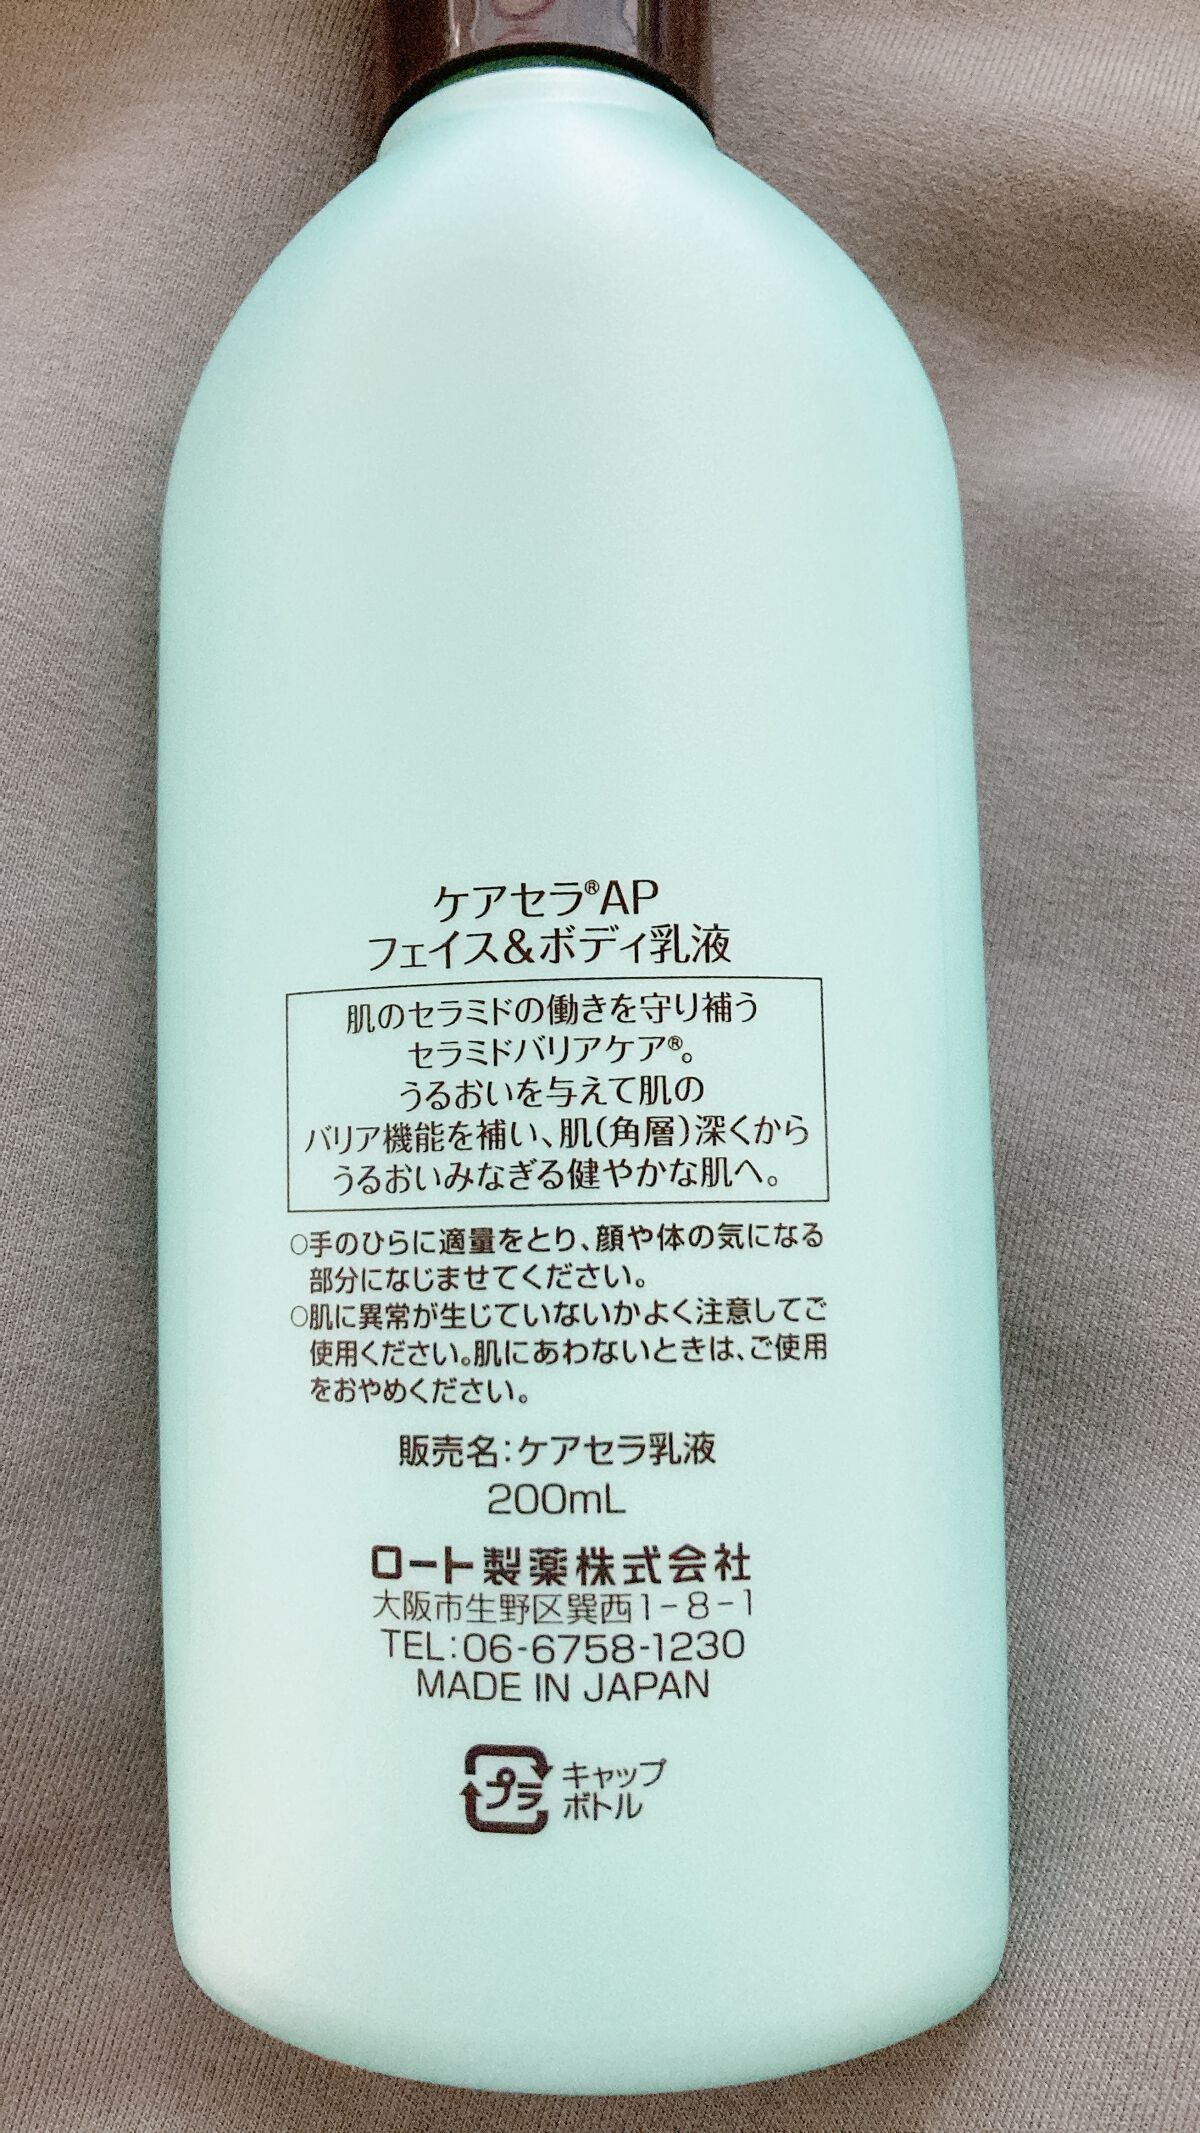 ケアセラ®AP
フェイス&ボディ乳液
肌のセラミドの働きを守り補う
セラミドバリアケア®。
うるおいを与えて肌の
バリア機能を補い、肌(角層)深くから
うるおいみなぎる健やかな肌へ。
○手のひらに適量をとり、顔や体の気になる
部分になじませてください。
○肌に異常が生じていないかよく注意してご
使用ください。肌にあわないときは、ご使用
をおやめください。
販売名:ケアセラ乳液
200mL
ロート製薬株式会社
大阪市生野区巽西1-8-1
TEL:06-6758-1230
MADE IN JAPAN
プラ
キャップ
ボトル